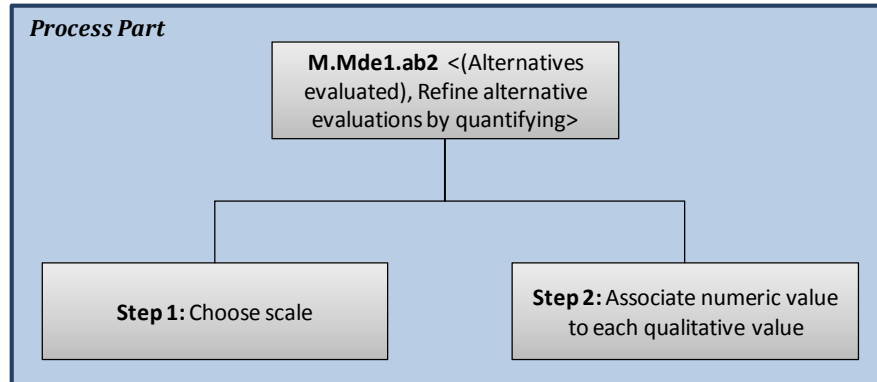 Process Part
M.Mde1.ab2 <(Alternatives
evaluated), Refine alternative
evaluations by quantifying>
Step 1: Choose scale
Step 2: Associate numeric value
to each qualitative value